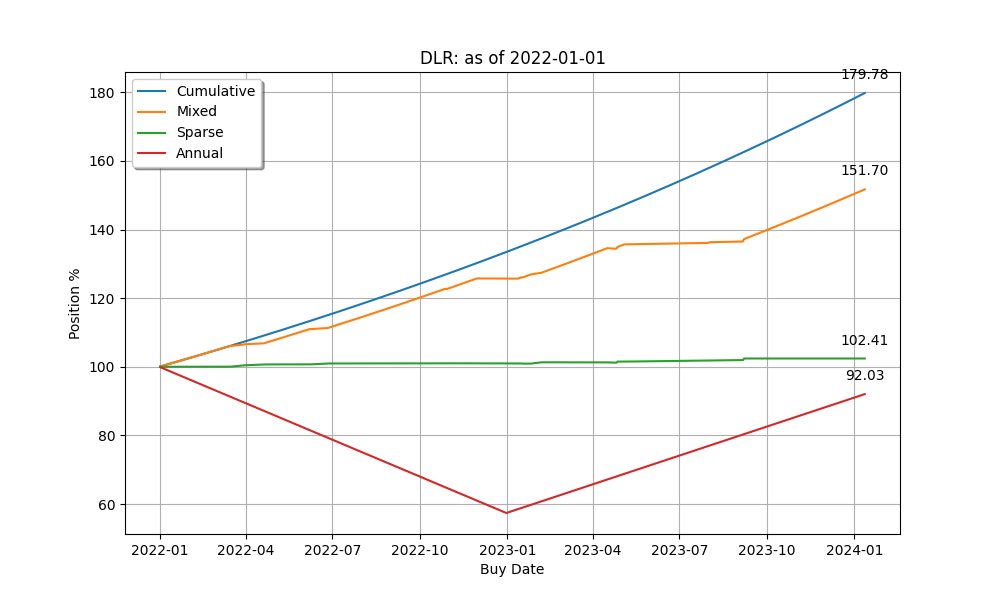 DLR: as of 2022-01-01
Cumulative
Mixed
Sparse
Annual
179.78
151.70
102.41
92.03
Position %
180
160
140
120
100
80
60
2022-01
2022-04
2022-07
2022-10
2023-01
2023-04
2023-07
2023-10
2024-01
Buy Date